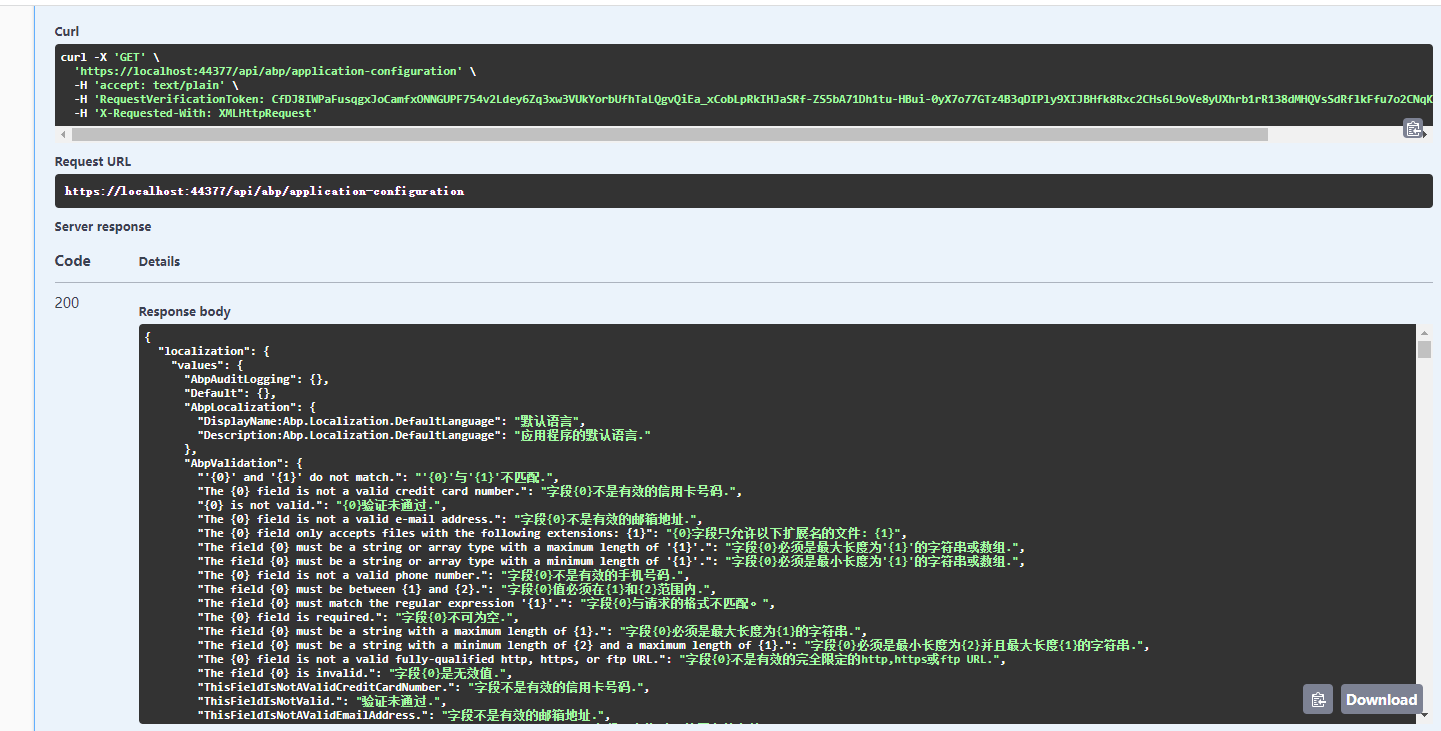 Curl
curl -X 'GET' \
'https://localhost:44377/api/abp/application-configuration' \
-H 'accept: text/plain' \
-H 'RequestVerificationToken: CfDJ8IWPaFusqgxJoCamfxONNGUPF754v2Ldey6Zq3xw3VUkYorbUfhTaLQgvQiEa_xCobLpRkIHJaSRf-ZS5bA71Dh1tu-HBui-0yX7o77GTz4B3qDIPly9XIJBHfk8Rxc2CHs6L9oVe8yUXhrb1rR138dMHQVsSdRflkFfu7o2CNqK
-H 'X-Requested-With: XMLHttpRequest'
Request URL
https://localhost:44377/api/abp/application-configuration
Server response
Code Details
200
Response body
{
"localization": {
"values": {
"AbpAuditLogging": {},
"Default": {},
"AbpLocalization": {
"DisplayName:Abp.Localization.DefaultLanguage": "默认语言",
"Description:Abp.Localization.DefaultLanguage": "应用程序的默认语言."
},
"AbpValidation": {
"'{0}' and '{1}' do not match.": "'{0}'与'{1}'不匹配.",
"The {0} field is not a valid credit card number.": "字段{0}不是有效的信用卡号码.",
"{0} is not valid.": "{0}验证未通过.",
"The {0} field is not a valid e-mail address.": "字段{0}不是有效的邮箱地址.",
"The {0} field only accepts files with the following extensions: {1}": "{0}字段只允许以下扩展名的文件: {1}",
"The field {0} must be a string or array type with a maximum length of '{1}'.": "字段{0}必须是最大长度为'{1}'的字符串或数组.",
"The field {0} must be a string or array type with a minimum length of '{1}'.": "字段{0}必须是最小长度为'{1}'的字符串或数组.",
"The {0} field is not a valid phone number.": "字段{0}不是有效的手机号码.",
"The field {0} must be between {1} and {2}.": "字段{0}值必须在{1}和{2}范围内.",
"The field {0} must match the regular expression '{1}'.": "字段{0}与请求的格式不匹配。",
"The {0} field is required.": "字段{0}不可为空.",
"The field {0} must be a string with a maximum length of {1}.": "字段{0}必须是最大长度为{1}的字符串.",
"The field {0} must be a string with a minimum length of {2} and a maximum length of {1}.": "字段{0}必须是最小长度为{2}并且最大长度{1}的字符串.",
"The {0} field is not a valid fully-qualified http, https, or ftp URL.": "字段{0}不是有效的完全限定的http,https或ftp URL.",
"The field {0} is invalid.": "字段{0}是无效值.",
"ThisFieldIsNotAValidCreditCardNumber.": "字段不是有效的信用卡号码.",
"ThisFieldIsNotValid.": "验证未通过.",
"ThisFieldIsNotAValidEmailAddress.": "字段不是有效的邮箱地址.",
Download